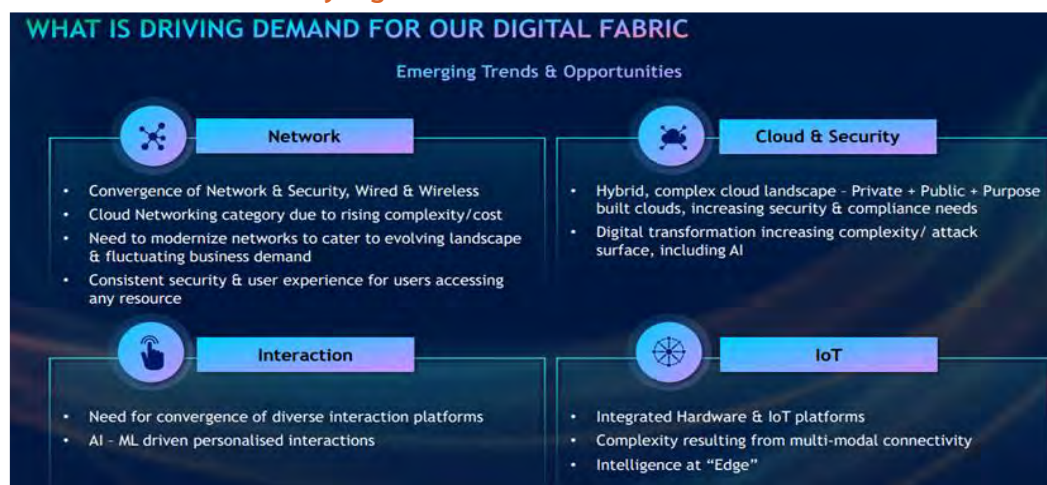 WHAT IS DRIVING DEMAND FOR OUR DIGITAL FABRIC
Emerging Trends & Opportunities
Network
• Convergence of Network & Security, Wired & Wireless
• Cloud Networking category due to rising complexity/cost
• Need to modernize networks to cater to evolving landscape
& fluctuating business demand
• Consistent security & user experience for users accessing
any resource
Cloud & Security
• Hybrid, complex cloud landscape – Private + Public + Purpose
built clouds, increasing security & compliance needs
• Digital transformation increasing complexity/ attack
surface, including AI
Interaction
• Need for convergence of diverse interaction platforms
• AI – ML driven personalised interactions
IoT
• Integrated Hardware & IoT platforms
• Complexity resulting from multi-modal connectivity
• Intelligence at “Edge”